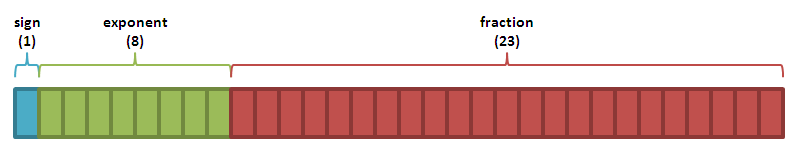 sign
(1)
exponent
(8)
fraction
(23)